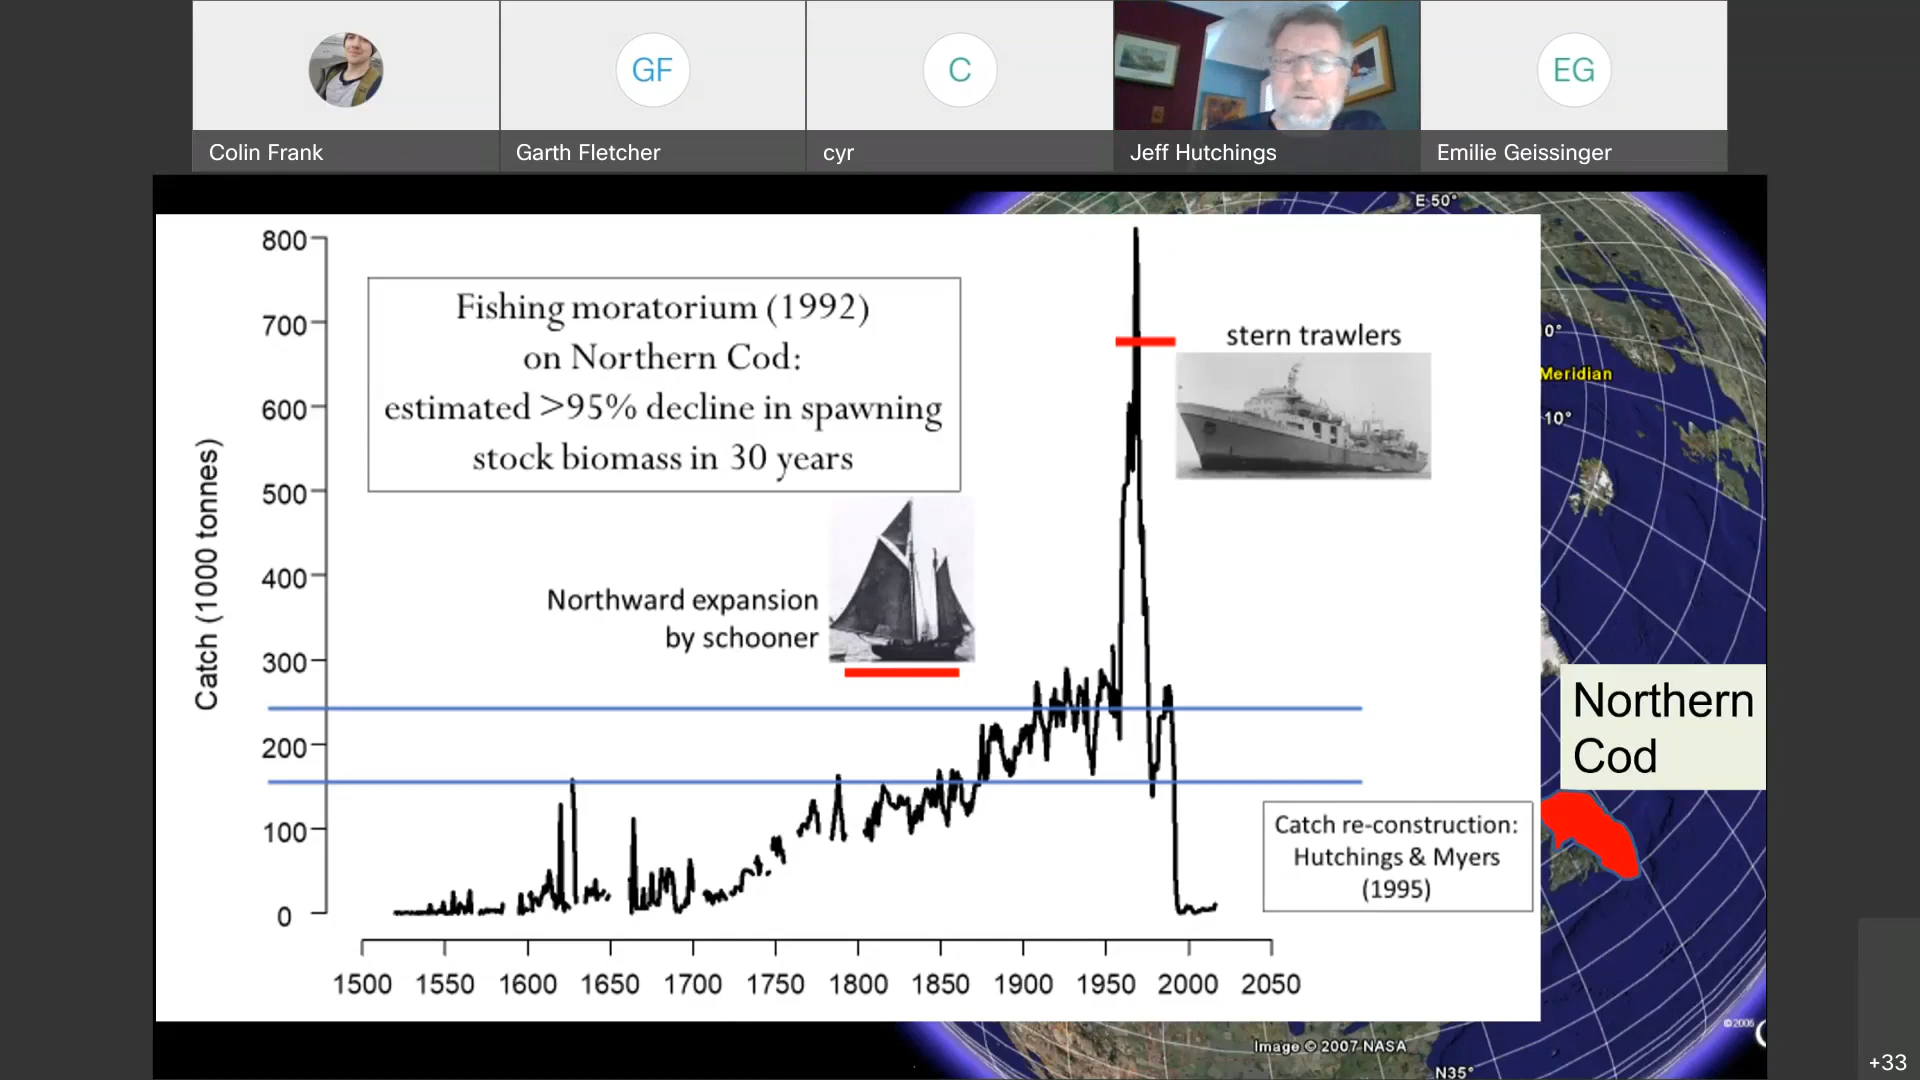 GF
C
EG
Colin Frank
Garth Fletcher
cyr
Jeff Hutchings
Emilie Geissinger
E 50°
800
700
600
500
400
300
200
100
0
Catch (1000 tonnes)
Fishing moratorium (1992)
on Northern Cod:
estimated >95% decline in spawning
stock biomass in 30 years
stern trawlers
Northward expansion
by schooner
0°
Meridian
10°
Northern
Cod
Catch re-construction:
Hutchings & Myers
(1995)
1500 1550 1600 1650 1700 1750 1800 1850 1900 1950 2000 2050
Image © 2007 NASA
N35°
+33